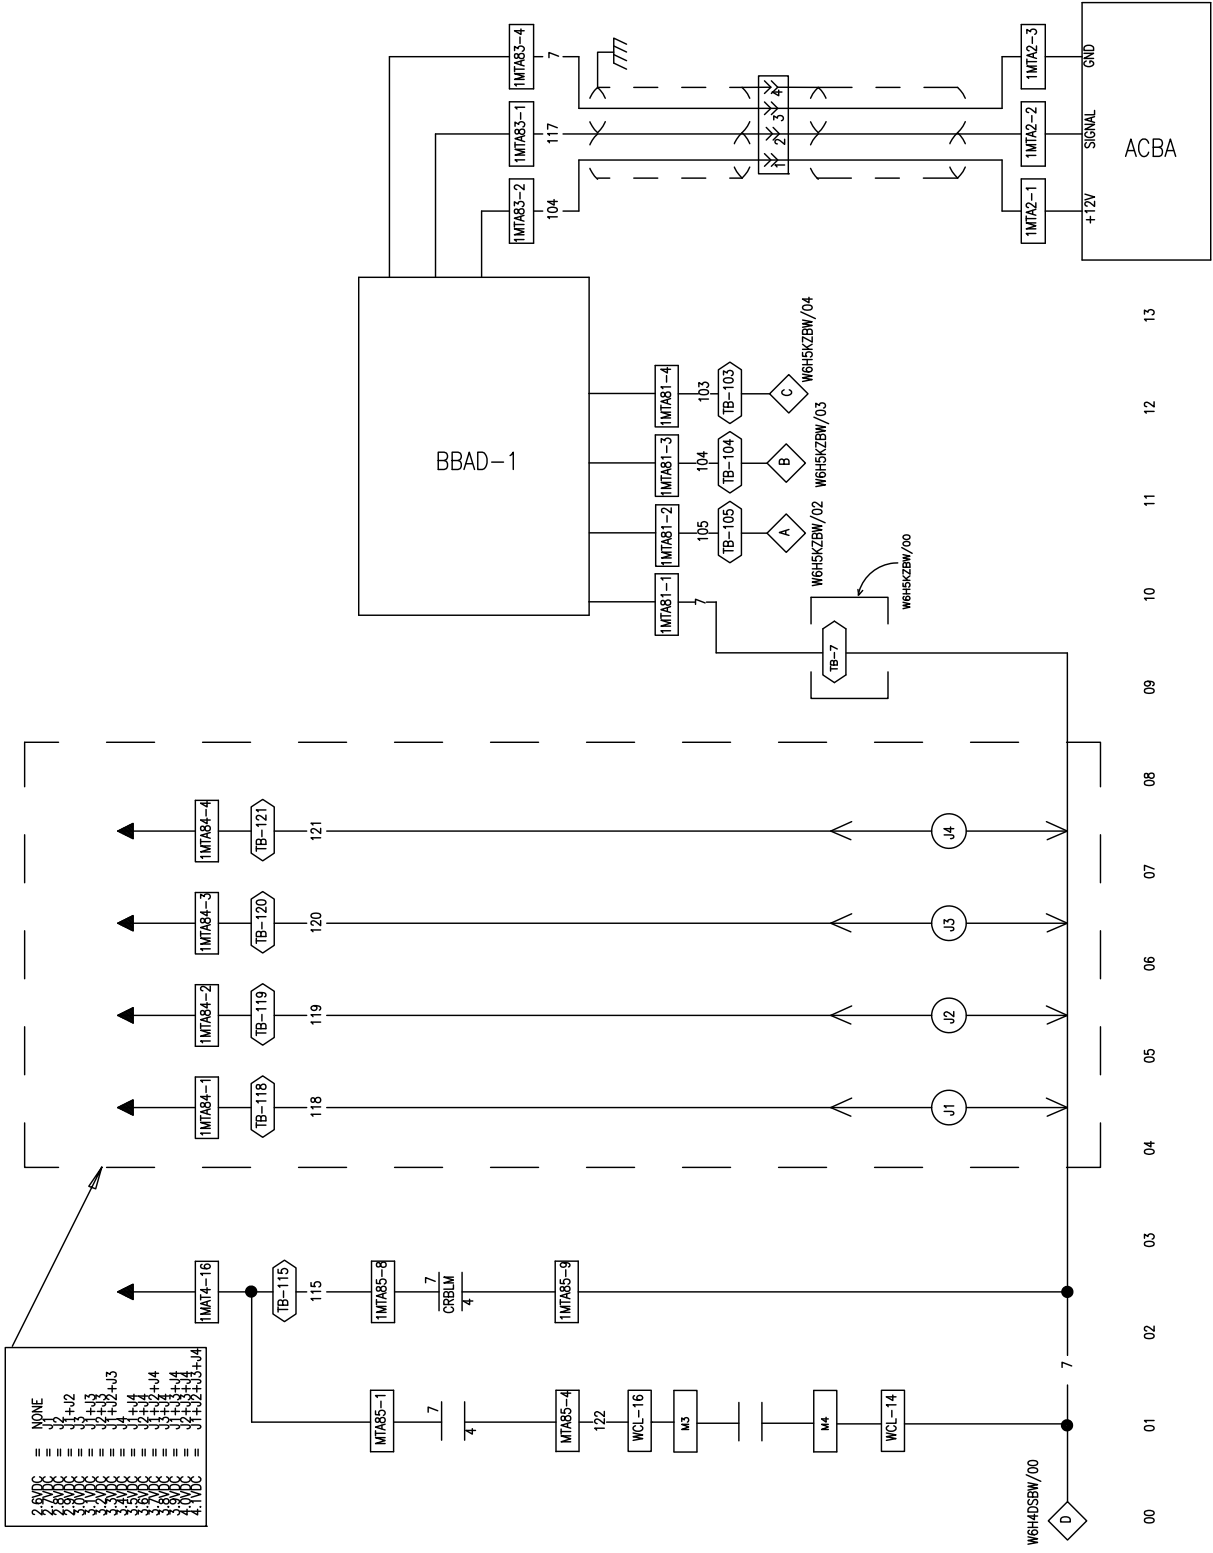 2.6VDC = NONE
2.7VDC = J1
2.8VDC = J2
2.9VDC = J1+J2
3.0VDC = J3
3.1VDC = J1+J3
3.2VDC = J2+J3
3.3VDC = J1+J2+J3
3.4VDC = J4
3.5VDC = J1+J4
3.6VDC = J2+J4
3.7VDC = J1+J2+J4
3.8VDC = J3+J4
3.9VDC = J1+J3+J4
4.0VDC = J2+J3+J4
4.1VDC = J1+J2+J3+J4
MTA85-1
7
4
MTA85-4
122
WCL-16
M3
M4
WCL-14
W6H4DSBW/00
D
7
1MAT4-16
TB-115
115
1MTA85-8
7
CRBLM
4
1MTA85-9
1MTA84-1
TB-118
118
J1
1MTA84-2
TB-119
119
J2
1MTA84-3
TB-120
120
J3
1MTA84-4
TB-121
121
J4
BBAD-1
1MTA81-1
7
TB-7
W6H5KZBW/00
1MTA81-2
105
TB-105
A
W6H5KZBW/02
1MTA81-3
104
TB-104
B
W6H5KZBW/03
1MTA81-4
103
TB-103
C
W6H5KZBW/04
1MTA83-2
104
1MTA83-1
117
1MTA83-4
7
1
2
3
4
1MTA2-1
1MTA2-2
1MTA2-3
+12V
SIGNAL
GND
ACBA
00
01
02
03
04
05
06
07
08
09
10
11
12
13